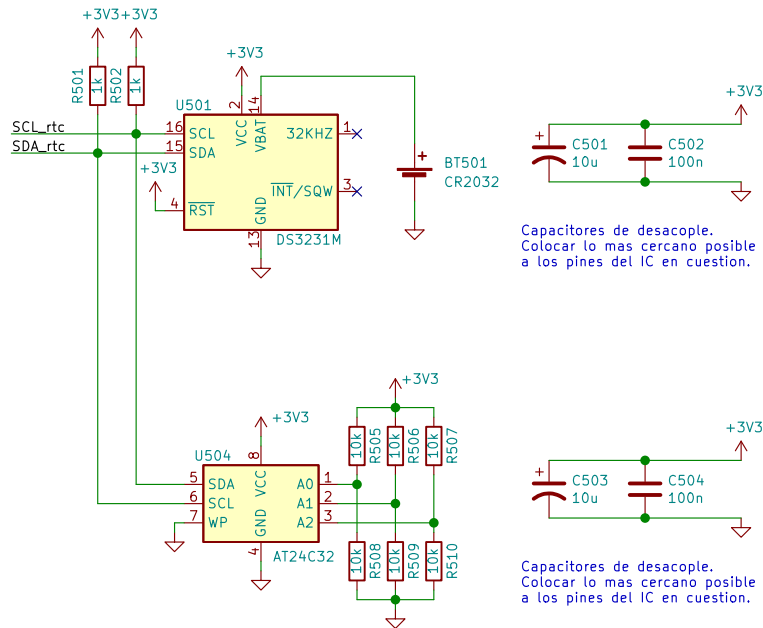 +3V3
+3V3
R501
1k
R502
1k
+3V3
U501
2
14
SCL_rtc
16
SCL
VCC
VBAT
32KHZ
1
SDA_rtc
15
SDA
+3V3
4
RST
INT/SQW
3
GND
13
DS3231M
BT501
CR2032
+3V3
C501
10u
C502
100n
Capacitores de desacople.
Colocar lo mas cercano posible
a los pines del IC en cuestion.
+3V3
+3V3
U504
8
R505
10k
R506
10k
R507
10k
5
SDA
VCC
A0
1
6
SCL
A1
2
7
WP
GND
A2
3
4
AT24C32
R508
10k
R509
10k
R510
10k
+3V3
C503
10u
C504
100n
Capacitores de desacople.
Colocar lo mas cercano posible
a los pines del IC en cuestion.